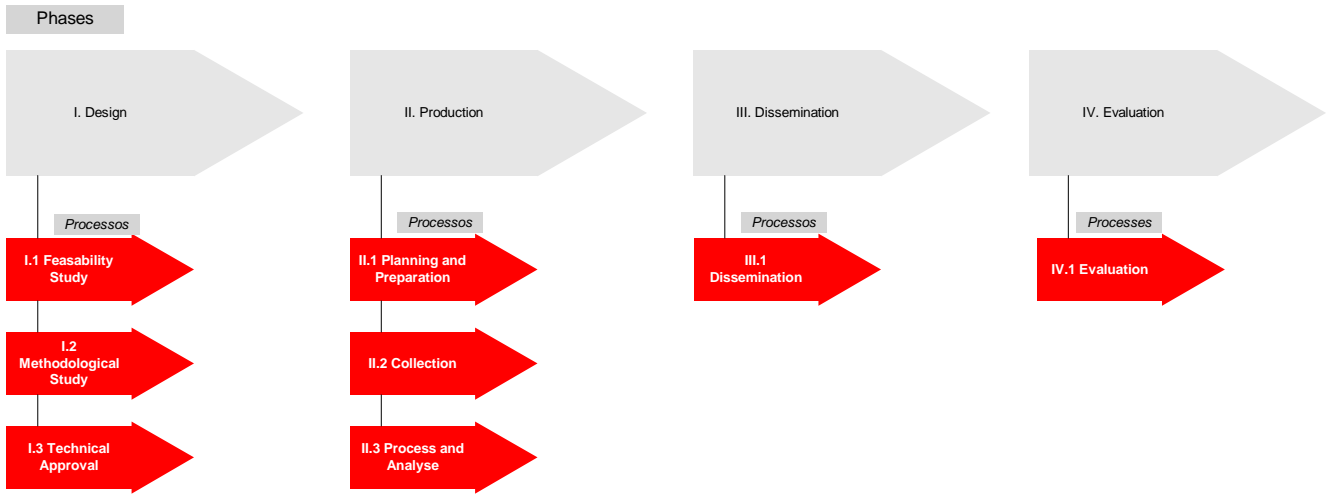 Phases
I. Design
II. Production
III. Dissemination
IV. Evaluation
Processos
Processos
Processos
Processes
I.1 Feasability
Study
II.1 Planning and
Preparation
III.1
Dissemination
IV.1 Evaluation
I.2
Methodological
Study
II.2 Collection
I.3 Technical
Approval
II.3 Process and
Analyse